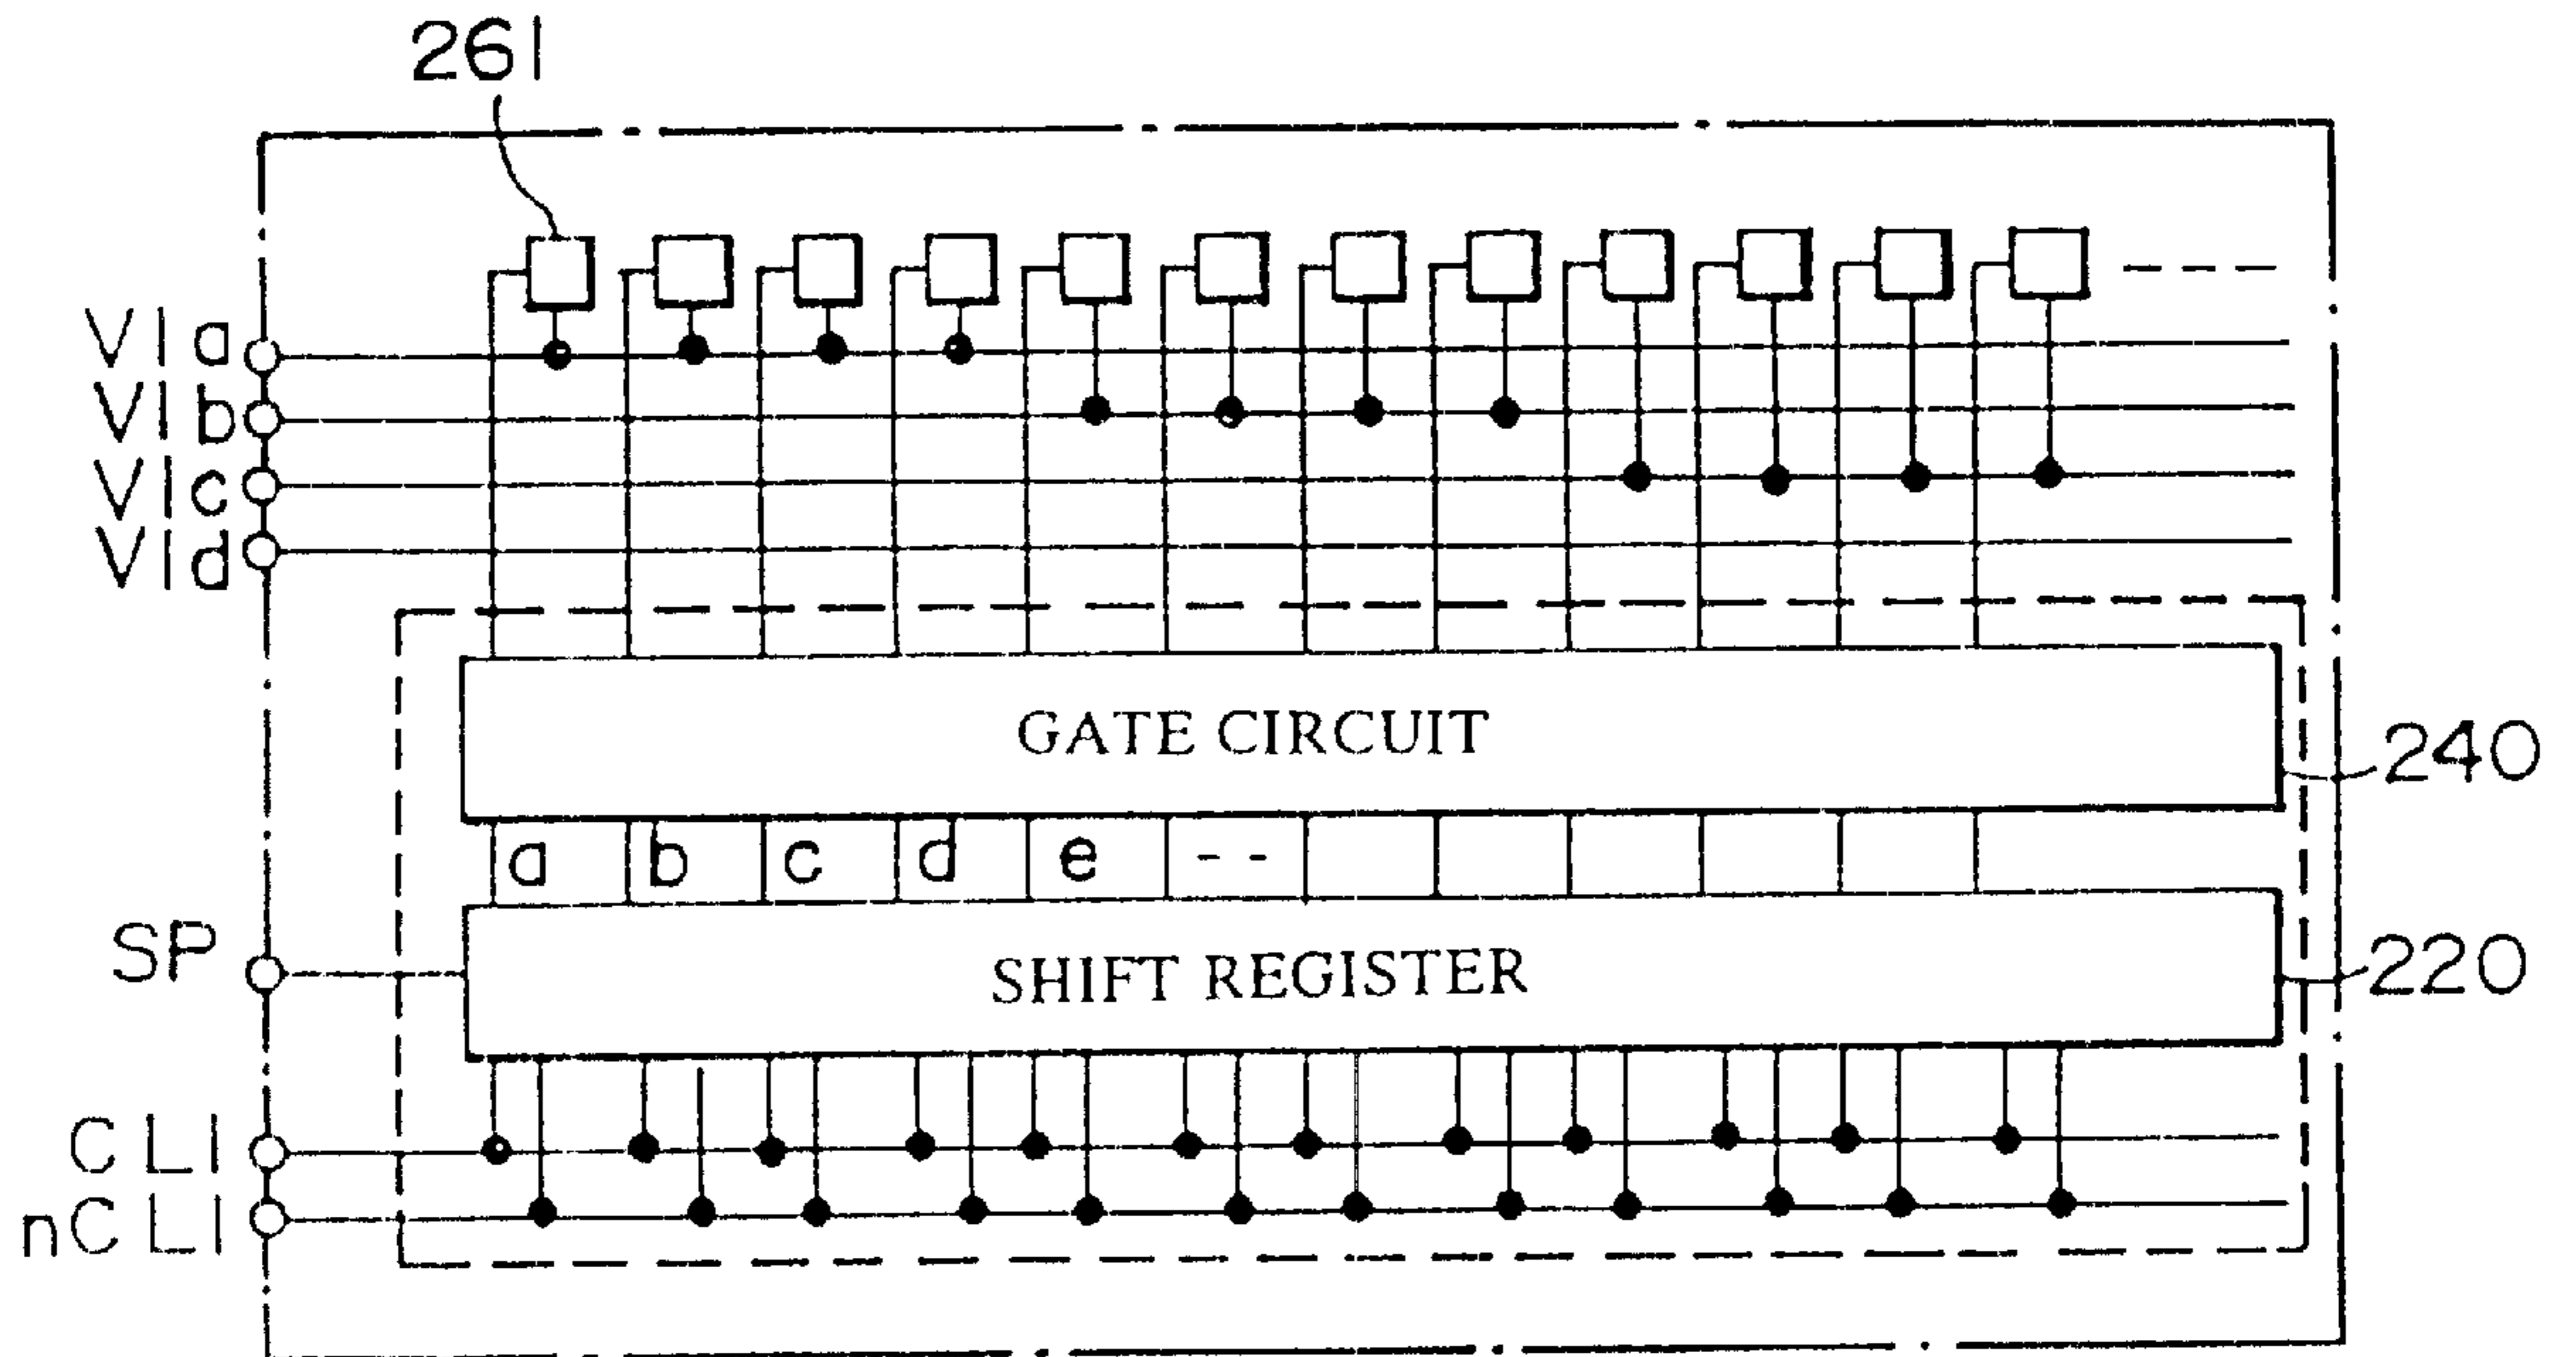 261
V1a
V1b
V1c
V1d
GATE CIRCUIT
240
a b c d e --
SP
SHIFT REGISTER
220
CL1
nCL1